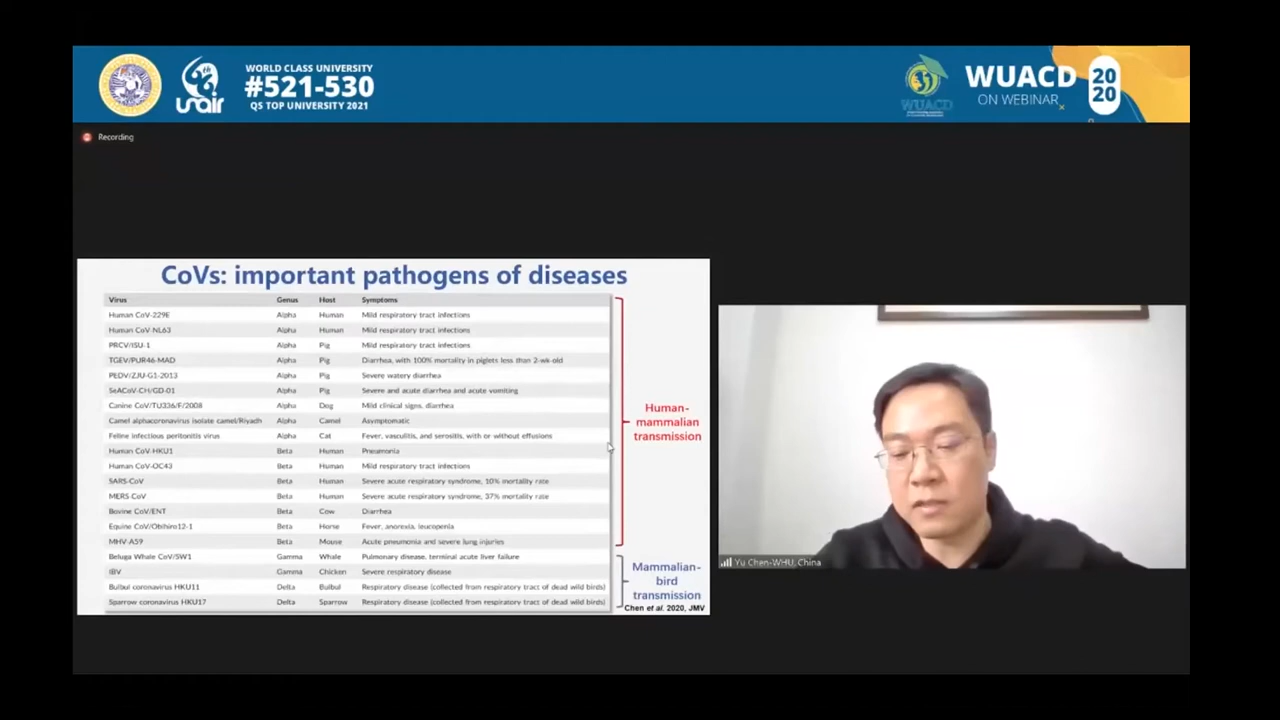 WORLD CLASS UNIVERSITY
#521-530
QS TOP UNIVERSITY 2021
unair
WUACD
WUACD
ON WEBINAR
20
20
Recording
CoVs: important pathogens of diseases
Virus Genus Host Symptoms
Human CoV-229E Alpha Human Mild respiratory tract infections
Human CoV-NL63 Alpha Human Mild respiratory tract infections
PRCV/ISU-1 Alpha Pig Mild respiratory tract infections
TGEV/PUR46-MAD Alpha Pig Diarrhea, with 100% mortality in piglets less than 2-wk-old
PEDV/ZJU-G1-2013 Alpha Pig Severe watery diarrhea
SeACoV-CH/GD-01 Alpha Pig Severe and acute diarrhea and acute vomiting
Canine CoV/TU336/F/2008 Alpha Dog Mild clinical signs, diarrhea
Camel alphacoronavirus isolate camel/Riyadh Alpha Camel Asymptomatic
Feline infectious peritonitis virus Alpha Cat Fever, vasculitis, and serositis, with or without effusions
Human CoV-HKU1 Beta Human Pneumonia
Human CoV-OC43 Beta Human Mild respiratory tract infections
SARS-CoV Beta Human Severe acute respiratory syndrome, 10% mortality rate
MERS-CoV Beta Human Severe acute respiratory syndrome, 37% mortality rate
Bovine CoV/ENT Beta Cow Diarrhea
Equine CoV/Obihiro12-1 Beta Horse Fever, anorexia, leucopenia
MHV-A59 Beta Mouse Acute pneumonia and severe lung injuries
Beluga Whale CoV/SW1 Gamma Whale Pulmonary disease, terminal acute liver failure
IBV Gamma Chicken Severe respiratory disease
Bulbul coronavirus HKU11 Delta Bulbul Respiratory disease (collected from respiratory tract of dead wild birds)
Sparrow coronavirus HKU17 Delta Sparrow Respiratory disease (collected from respiratory tract of dead wild birds)
Human-
mammalian
transmission
Mammalian-
bird
transmission
Chen et al. 2020, JMV
Yu Chen-WHU, China